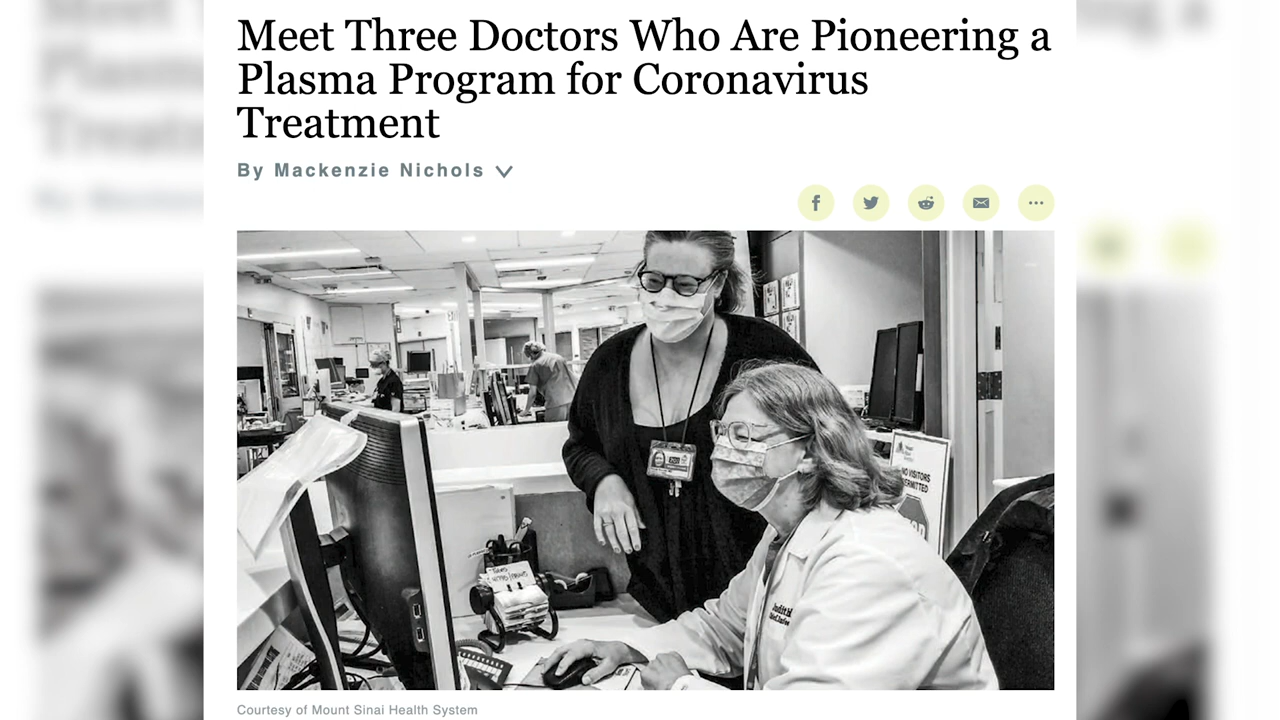 Meet Three Doctors Who Are Pioneering a
Plasma Program for Coronavirus
Treatment
By Mackenzie Nichols
NO VISITORS
Judith
Courtesy of Mount Sinai Health System